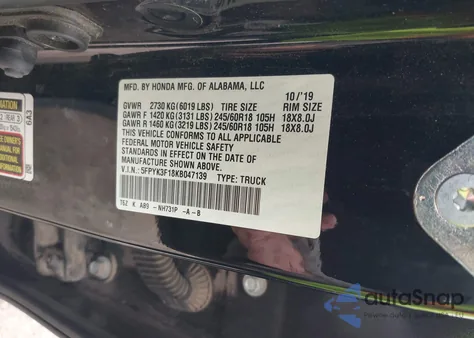 MFD. BY HONDA MFG. OF ALABAMA, LLC 10/'19
GVWR 2730 KG(6019 LBS) TIRE SIZE RIM SIZE
GAWR F 1420 KG(3131 LBS) 245/60R18 105H 18X8.0J
GAWR R 1460 KG(3219 LBS) 245/60R18 105H 18X8.0J
THIS VEHICLE CONFORMS TO ALL APPLICABLE
FEDERAL MOTOR VEHICLE SAFETY STANDARDS
IN EFFECT ON THE DATE OF
MANUFACTURE SHOWN ABOVE.
V.I.N.: 5FPYK3F18KB047139 TYPE: TRUCK
T6Z K AB9 - NH731P -A-B
6A3
autoSnap